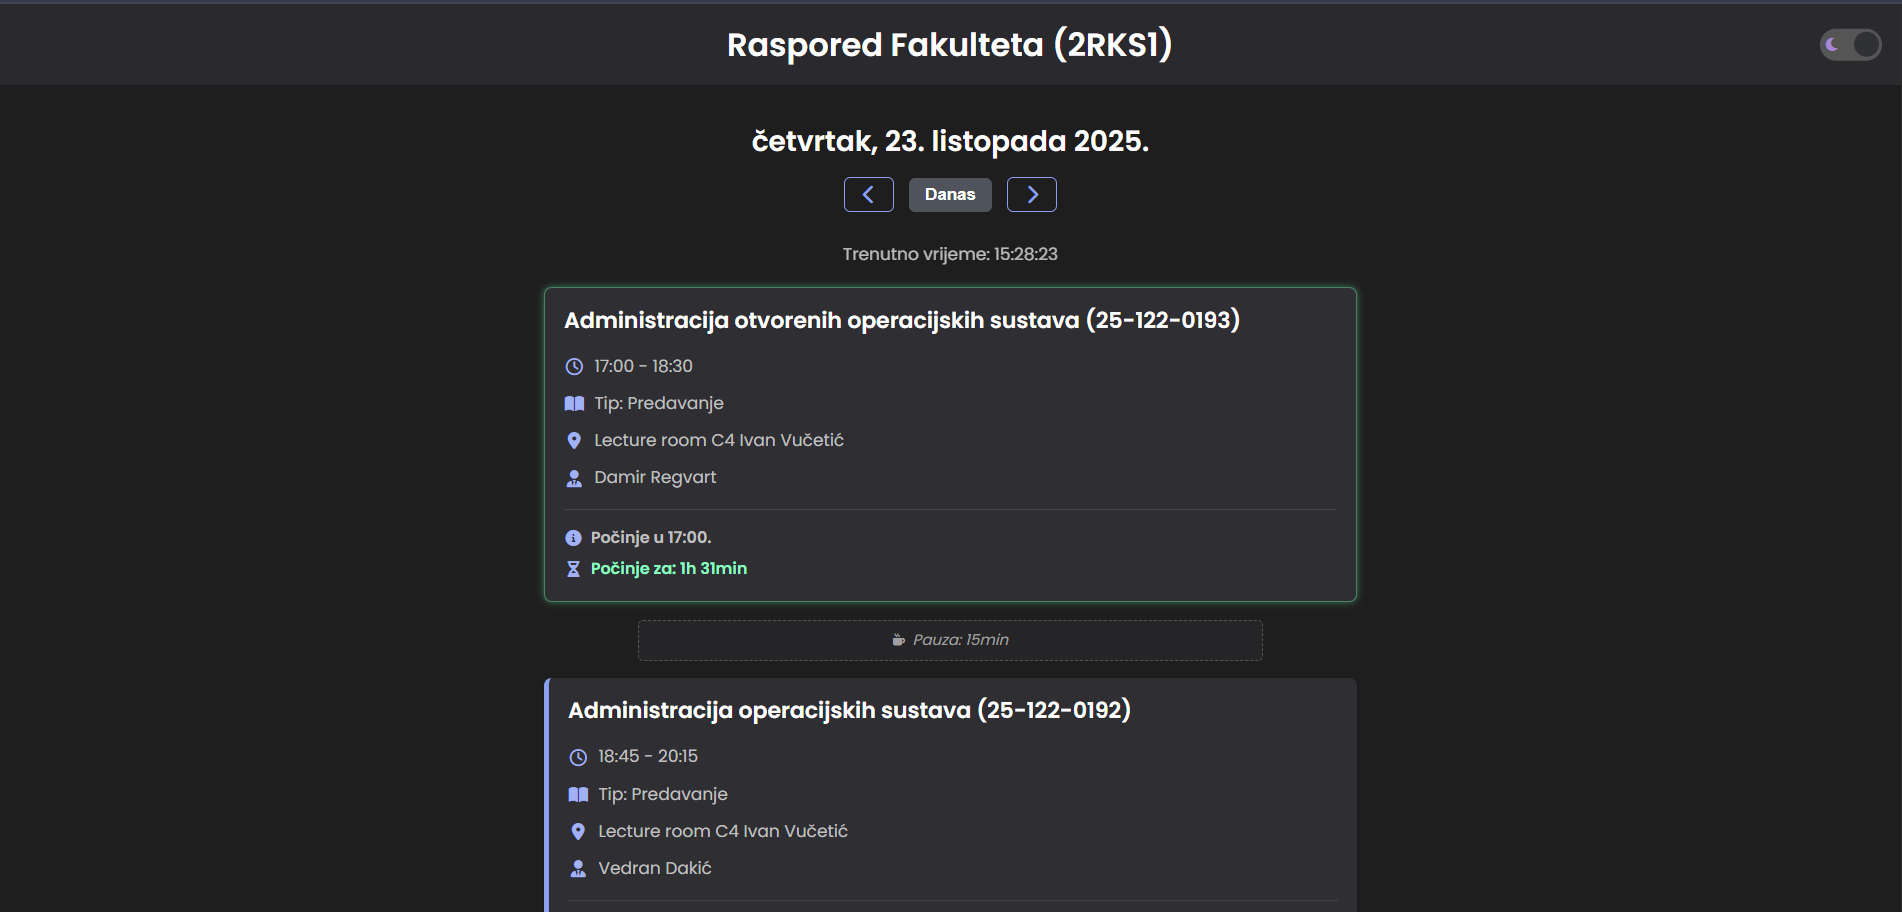 Raspored Fakulteta (2RKS1)
četvrtak, 23. listopada 2025.
Danas
Trenutno vrijeme: 15:28:23
Administracija otvorenih operacijskih sustava (25-122-0193)
17:00 - 18:30
Tip: Predavanje
Lecture room C4 Ivan Vučetić
Damir Regvart
Počinje u 17:00.
Počinje za: 1h 31min
Pauza: 15min
Administracija operacijskih sustava (25-122-0192)
18:45 - 20:15
Tip: Predavanje
Lecture room C4 Ivan Vučetić
Vedran Dakić